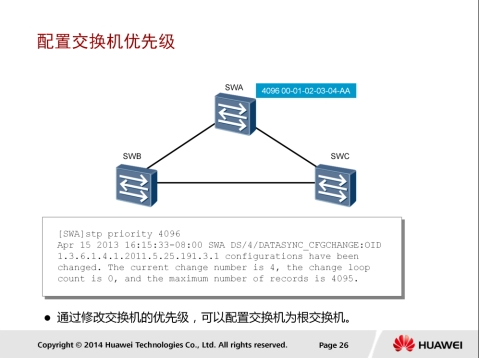 配置交换机优先级
SWA
4096 00-01-02-03-04-AA
SWB
SWC
[SWA]stp priority 4096
Apr 15 2013 16:15:33-08:00 SWA DS/4/DATASYNC_CFGCHANGE:OID
1.3.6.1.4.1.2011.5.25.191.3.1 configurations have been
changed. The current change number is 4, the change loop
count is 0, and the maximum number of records is 4095.
● 通过修改交换机的优先级，可以配置交换机为根交换机。
Copyright © 2014 Huawei Technologies Co., Ltd. All rights reserved.
Page 26
HUAWEI